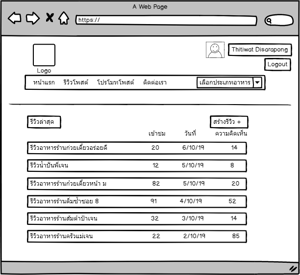 A Web Page
https://
Thitiwat Disarapong
Logout
Logo
หน้าแรก รีวิวโพสต์ โปรโมทโพสต์ ติดต่อเรา เลือกประเภทอาหาร
รีวิวล่าสุด สร้างรีวิว +
เข้าชม วันที่ ความคิดเห็น
รีวิวอาหารร้านก๋วยเตี๋ยวอร่อยดี 20 6/10/19 14
รีวิวน้ำปั่นพี่เจน 12 5/10/19 8
รีวิวอาหารร้านก๋วยเตี๋ยวหน้า ม 82 5/10/19 20
รีวิวอาหารร้านส้มตำซอย 8 91 4/10/19 52
รีวิวอาหารร้านส้มตำป้าเจน 32 3/10/19 14
รีวิวอาหารร้านครัวแม่เจน 22 2/10/19 85